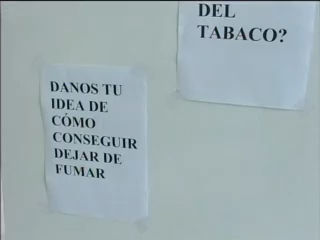 DEL
TABACO?
DANOS TU
IDEA DE
CÓMO
CONSEGUIR
DEJAR DE
FUMAR